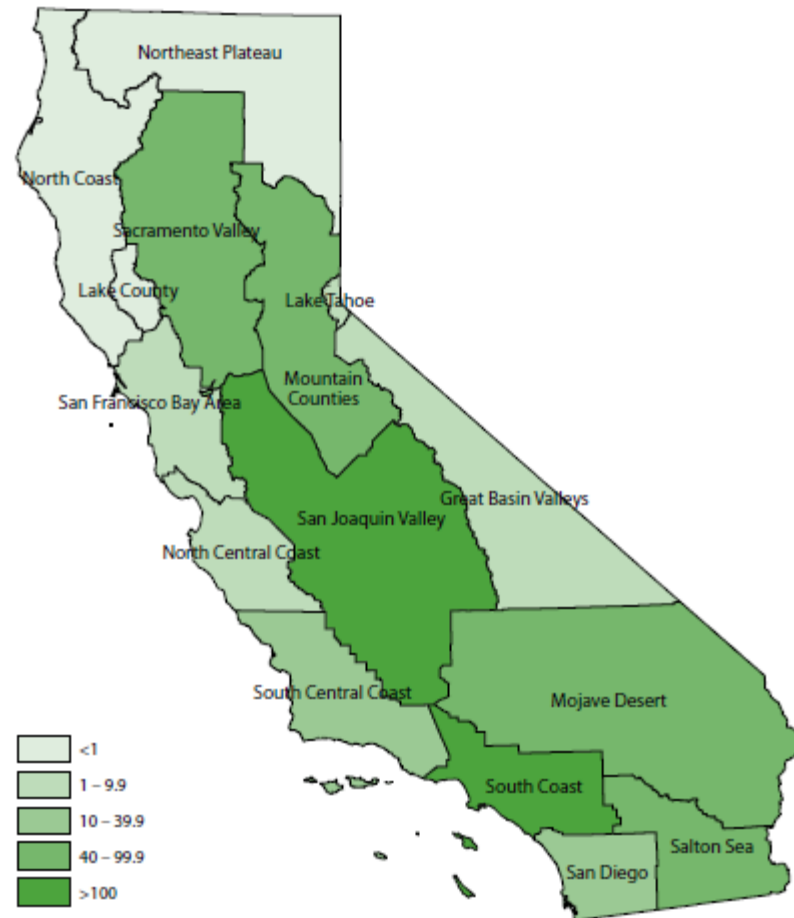 Northeast Plateau
North Coast
Sacramento Valley
Lake County
Lake Tahoe
Mountain
Counties
San Francisco Bay Area
Great Basin Valleys
San Joaquin Valley
North Central Coast
South Central Coast
Mojave Desert
<1
1 – 9.9
South Coast
10 – 39.9
Salton Sea
40 – 99.9
San Diego
>100